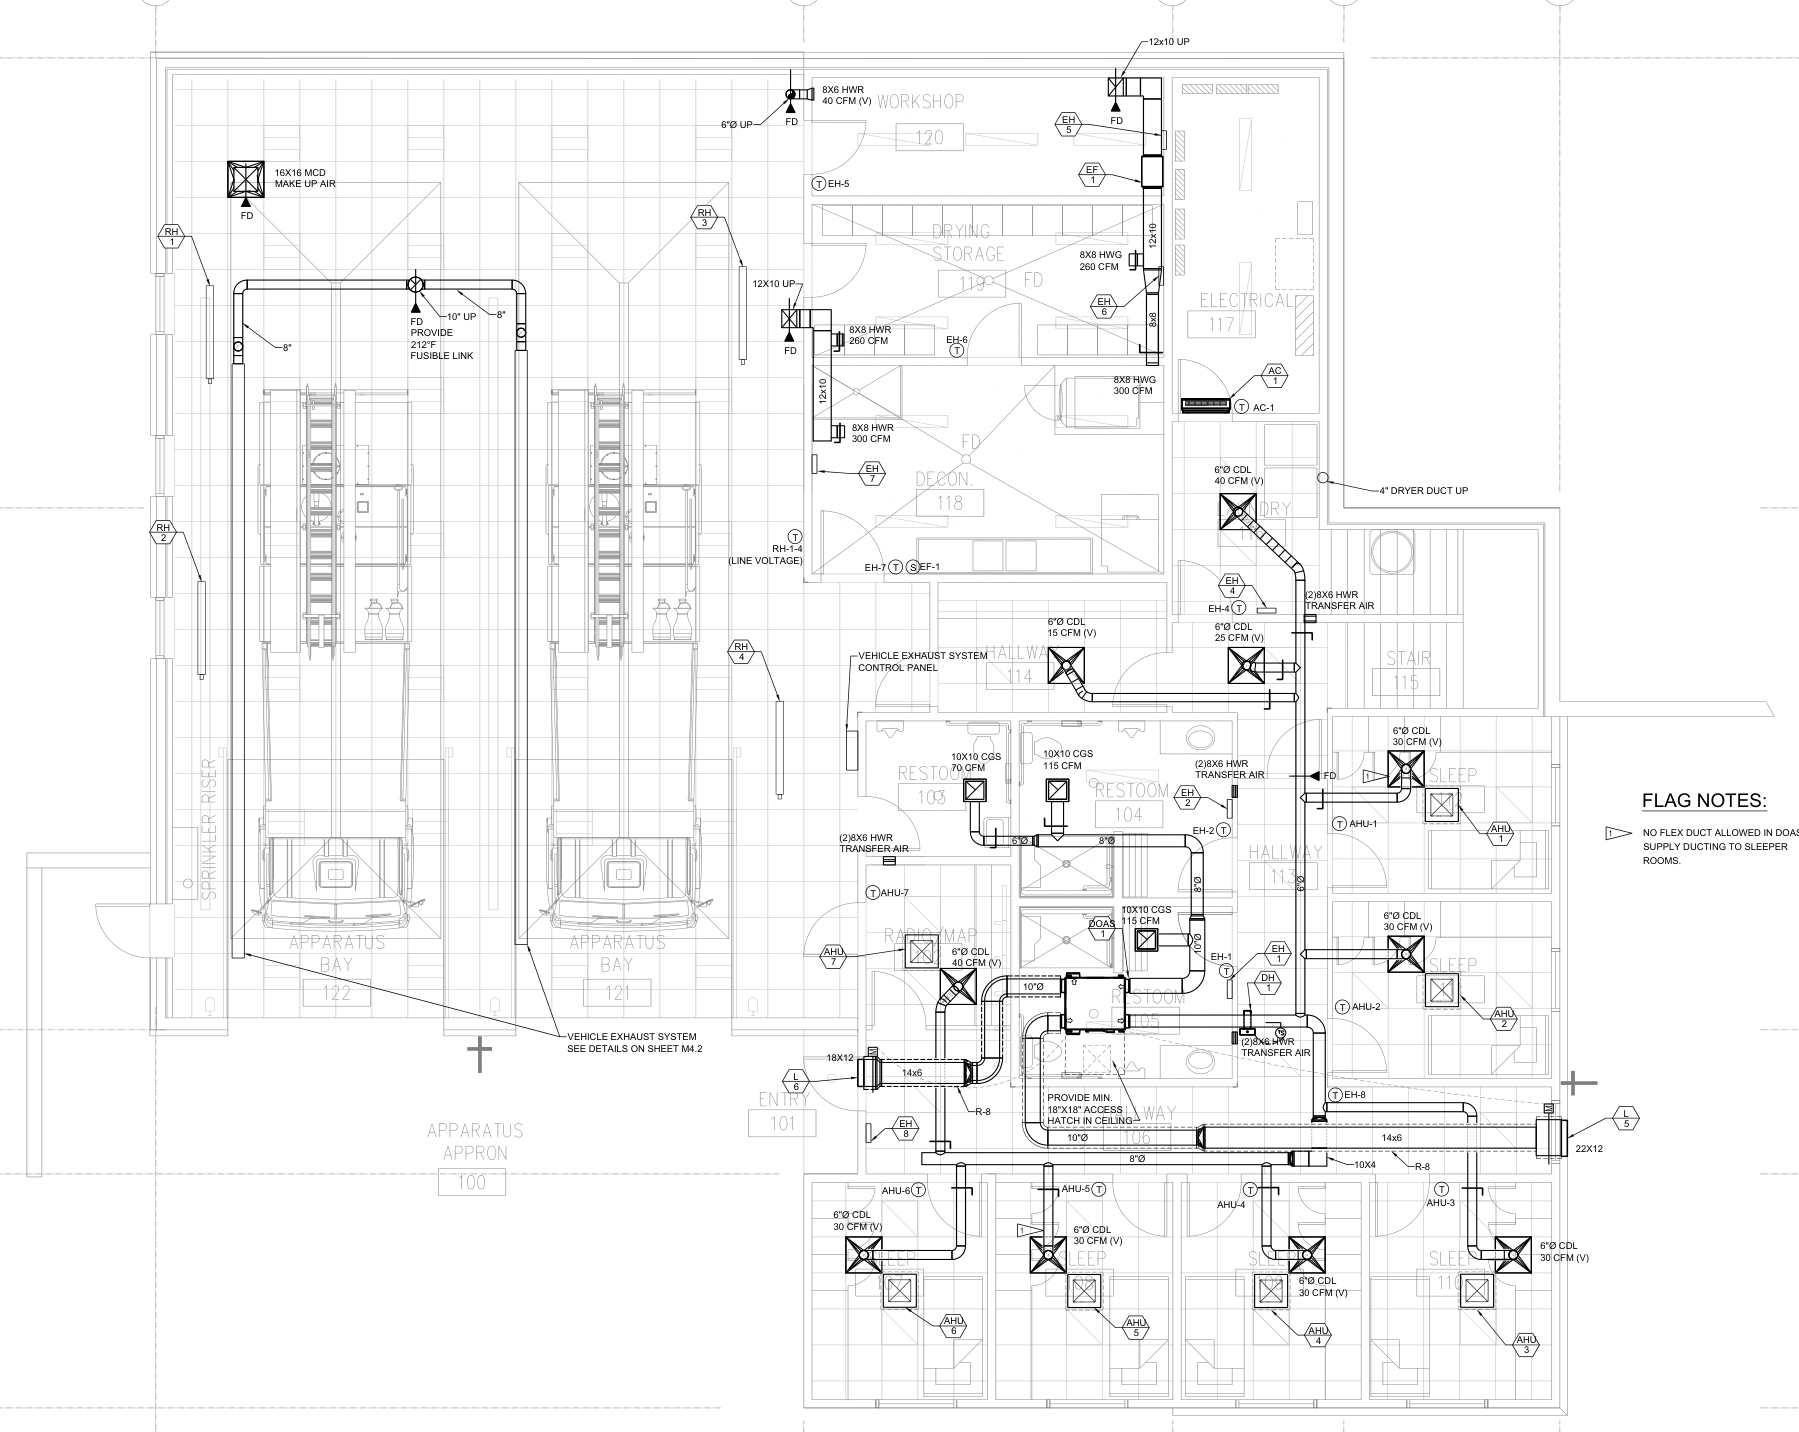 12x10 UP
8X6 HWR
40 CFM (V)
WORKSHOP
120
6"Ø UP
FD
FD
EH
5
EF
1
16X16 MCD
MAKE UP AIR
FD
T
EH-5
RH
1
RH
3
DRYING
STORAGE
119
FD
12x10
8X8 HWG
260 CFM
EH
6
8x8
ELECTRICAL
117
12X10 UP
10" UP
8"
8"
FD
PROVIDE
212°F
FUSIBLE LINK
FD
8X8 HWR
260 CFM
EH-6
T
12x10
8X8 HWG
300 CFM
AC
1
T
AC-1
8X8 HWR
300 CFM
FD
EH
7
DECON.
118
6"Ø CDL
40 CFM (V)
4" DRYER DUCT UP
RH
2
T
RH-1-4
(LINE VOLTAGE)
EH-7
T
S
EF-1
EH
4
EH-4
T
(2)8X6 HWR
TRANSFER AIR
6"Ø CDL
15 CFM (V)
6"Ø CDL
25 CFM (V)
RH
4
VEHICLE EXHAUST SYSTEM
CONTROL PANEL
HALLWAY
114
STAIR
115
6"Ø CDL
30 CFM (V)
10X10 CGS
70 CFM
10X10 CGS
115 CFM
(2)8X6 HWR
TRANSFER AIR
FD
1
SLEEP
RESTOOM
103
RESTOOM
104
EH
2
EH-2
T
T
AHU-1
AHU
1
FLAG NOTES:
1
NO FLEX DUCT ALLOWED IN DOAS
SUPPLY DUCTING TO SLEEPER
ROOMS.
SPRINKLER RISER
(2)8X6 HWR
TRANSFER AIR
6"Ø
8"Ø
HALLWAY
113
6"Ø
8"Ø
T
AHU-7
10X10 CGS
115 CFM
DOAS
1
10"Ø
6"Ø CDL
30 CFM (V)
APPARATUS
BAY
122
APPARATUS
BAY
121
RADIO/MAP
AHU
7
6"Ø CDL
40 CFM (V)
EH-1
T
EH
1
DH
1
SLEEP
10"Ø
RESTOOM
105
T
AHU-2
AHU
2
VEHICLE EXHAUST SYSTEM
SEE DETAILS ON SHEET M4.2
(2)8X6 HWR
TRANSFER AIR
18X12
L
6
14x6
R-8
ENTRY
101
EH
8
PROVIDE MIN.
18"X18" ACCESS
HATCH IN CEILING
106
T
EH-8
L
5
22X12
10"Ø
14x6
R-8
8"Ø
10X4
APPARATUS
APPRON
100
AHU-6
T
AHU-5
T
T
AHU-4
T
AHU-3
6"Ø CDL
30 CFM (V)
1
6"Ø CDL
30 CFM (V)
6"Ø CDL
30 CFM (V)
6"Ø CDL
30 CFM (V)
SLEEP
AHU
6
AHU
5
AHU
4
AHU
3